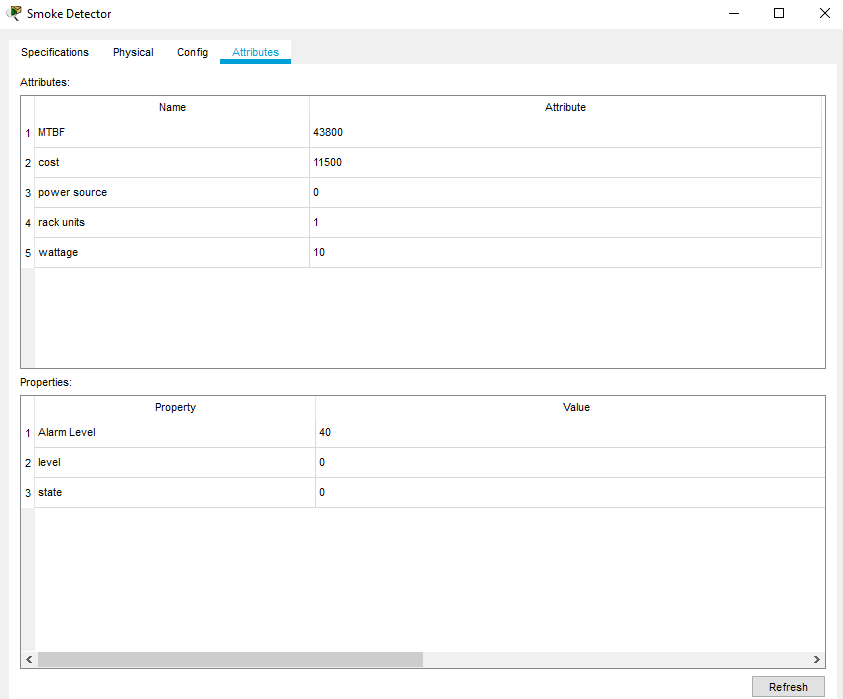 Smoke Detector
Specifications Physical Config Attributes
Attributes:
Name Attribute
1 MTBF 43800
2 cost 11500
3 power source 0
4 rack units 1
5 wattage 10
Properties:
Property Value
1 Alarm Level 40
2 level 0
3 state 0
Refresh